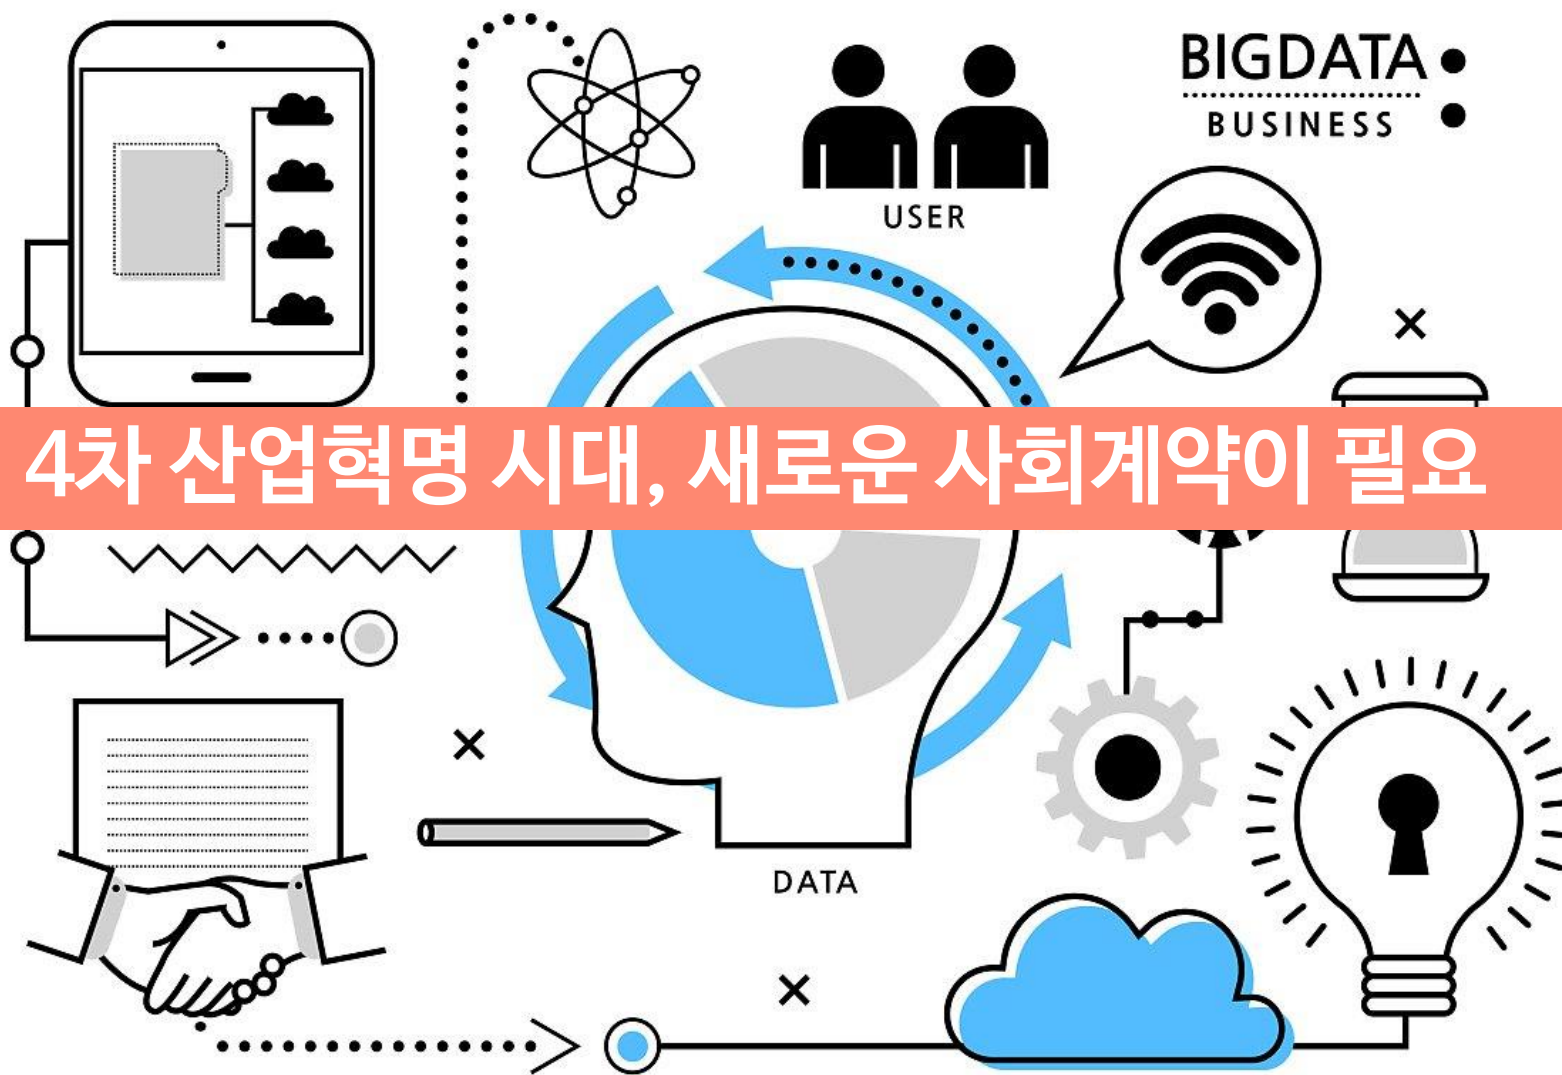 BIGDATA
BUSINESS
USER
4차 산업혁명 시대, 새로운 사회계약이 필요
DATA